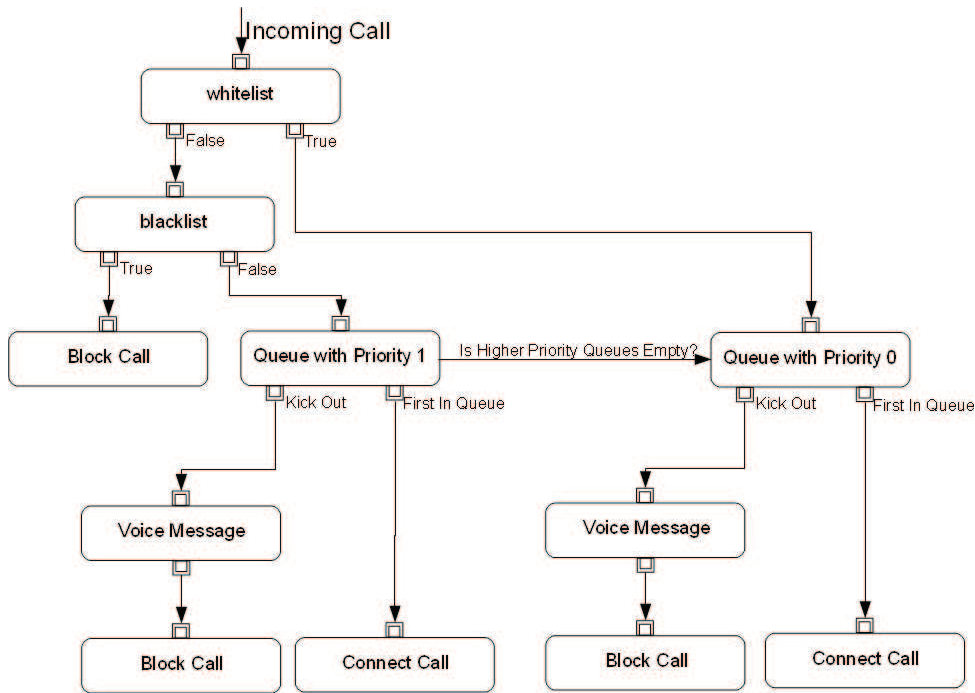 Incoming Call
whitelist
False
True
blacklist
True
False
Block Call
Queue with Priority 1
Is Higher Priority Queues Empty?
Queue with Priority 0
Kick Out
First In Queue
Kick Out
First In Queue
Voice Message
Voice Message
Block Call
Connect Call
Block Call
Connect Call